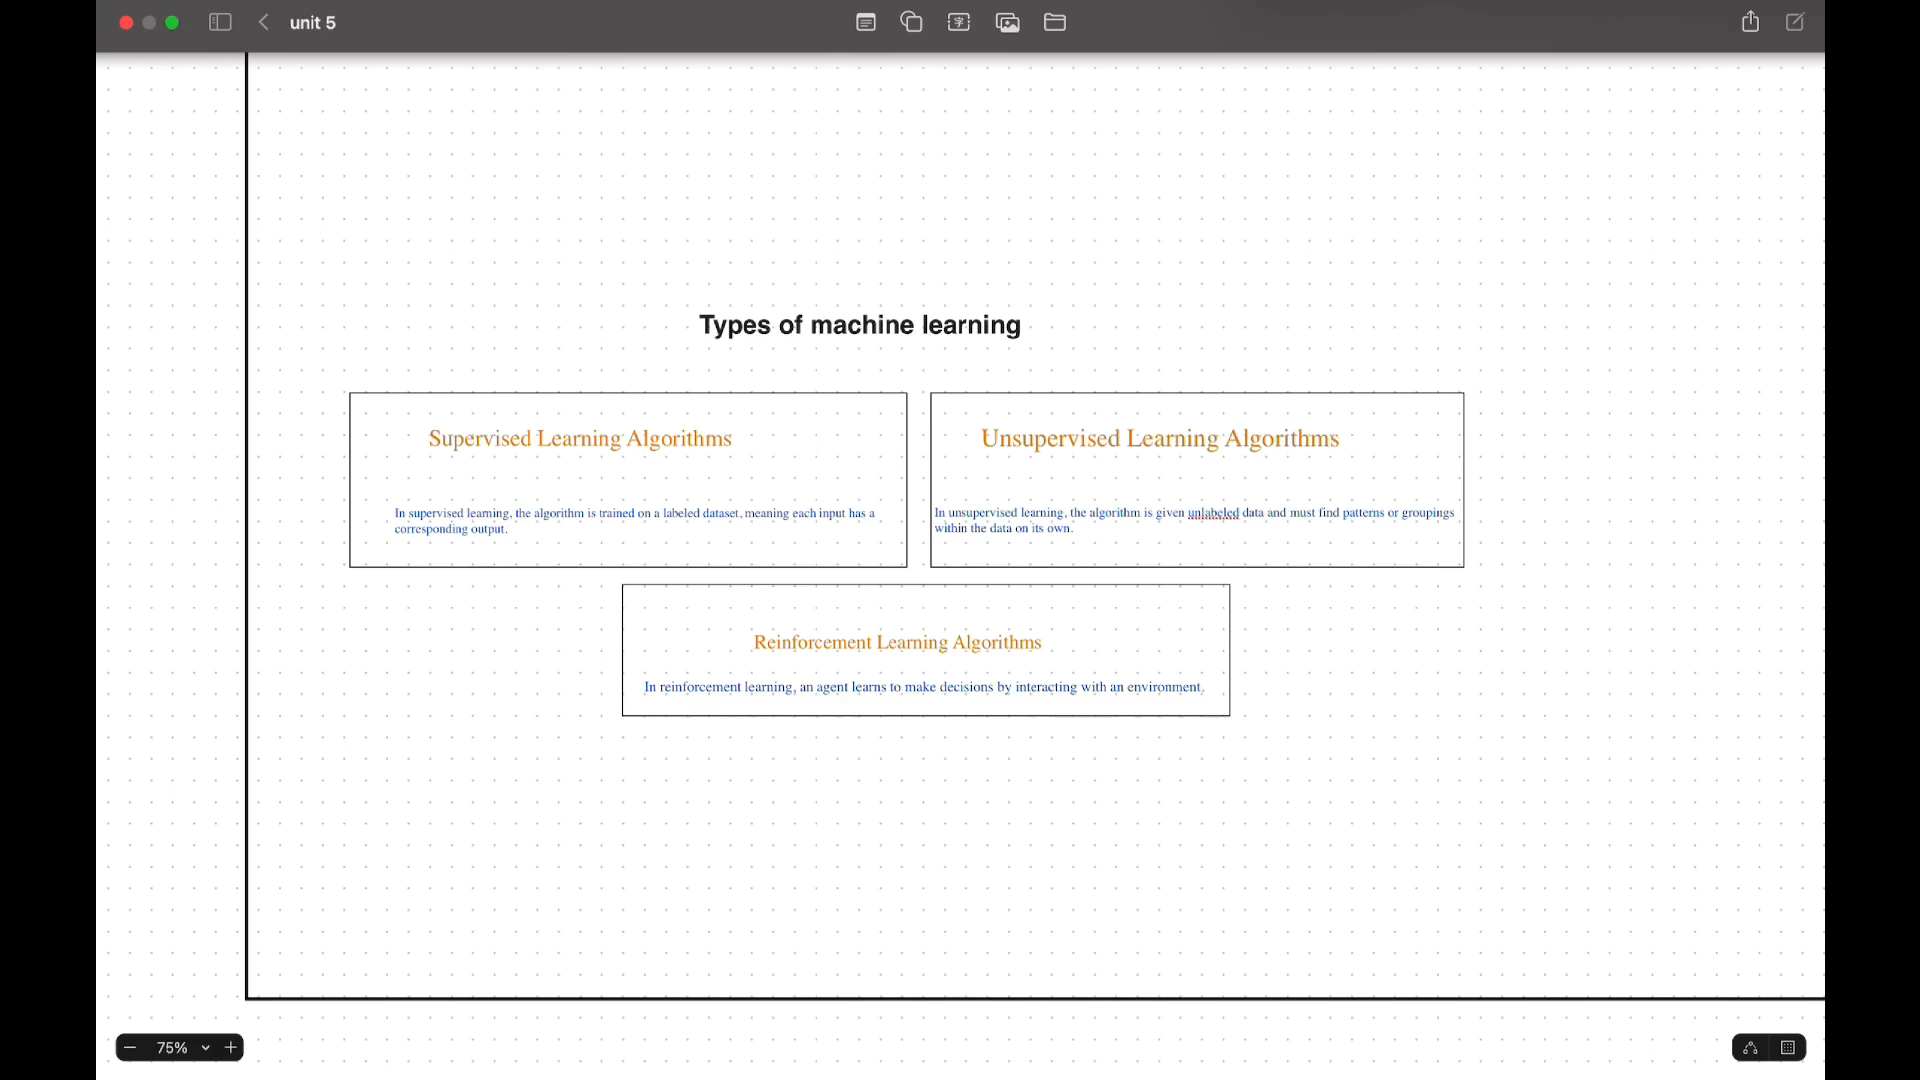 unit 5
Types of machine learning
Supervised Learning Algorithms
In supervised learning, the algorithm is trained on a labeled dataset, meaning each input has a
corresponding output.
Unsupervised Learning Algorithms
In unsupervised learning, the algorithm is given unlabeled data and must find patterns or groupings
within the data on its own.
Reinforcement Learning Algorithms
In reinforcement learning, an agent learns to make decisions by interacting with an environment.
75%